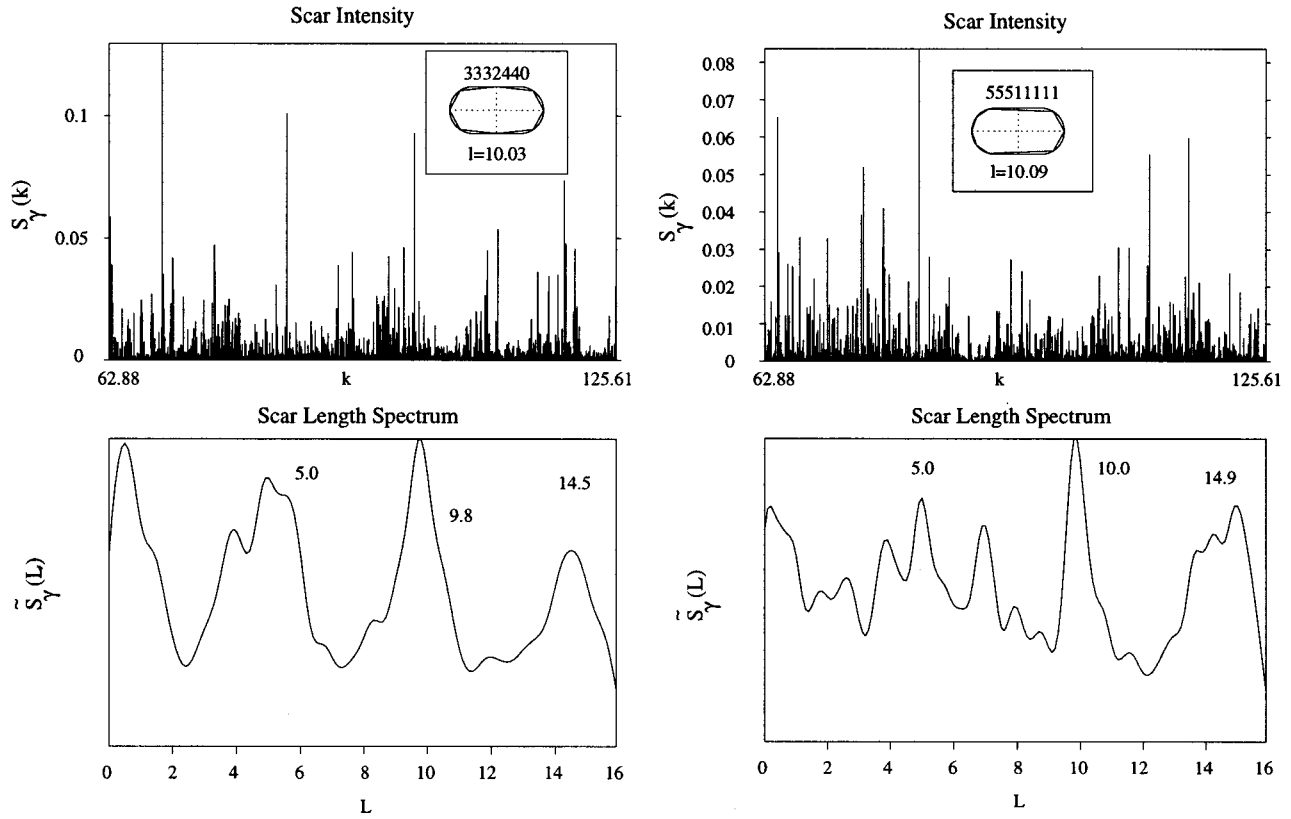 Scar Intensity
0.1
0.05
0
S_γ(k)
3332440
l=10.03
62.88
k
125.61
Scar Intensity
0.08
0.07
0.06
0.05
0.04
0.03
0.02
0.01
0
S_γ(k)
55511111
l=10.09
62.88
k
125.61
Scar Length Spectrum
5.0
9.8
14.5
S̃_γ(L)
0 2 4 6 8 10 12 14 16
L
Scar Length Spectrum
5.0
10.0
14.9
S̃_γ(L)
0 2 4 6 8 10 12 14 16
L